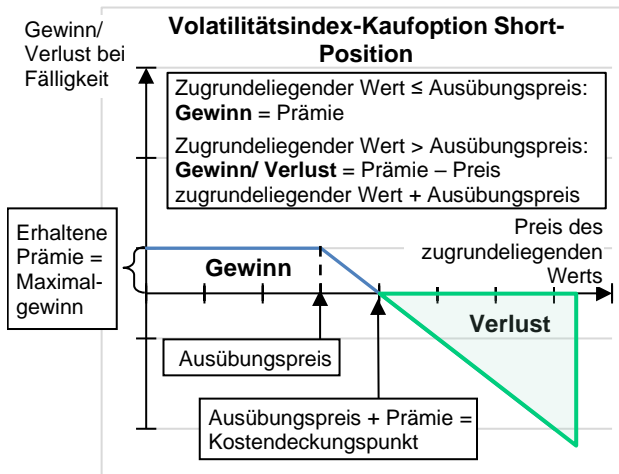 Gewinn/
Verlust bei
Fälligkeit
Volatilitätsindex-Kaufoption Short-
Position
Zugrundeliegender Wert ≤ Ausübungspreis:
Gewinn = Prämie
Zugrundeliegender Wert > Ausübungspreis:
Gewinn/ Verlust = Prämie – Preis
zugrundeliegender Wert + Ausübungspreis
Erhaltene
Prämie =
Maximal-
gewinn
Gewinn
Preis des
zugrundeliegenden
Werts
Verlust
Ausübungspreis
Ausübungspreis + Prämie =
Kostendeckungspunkt